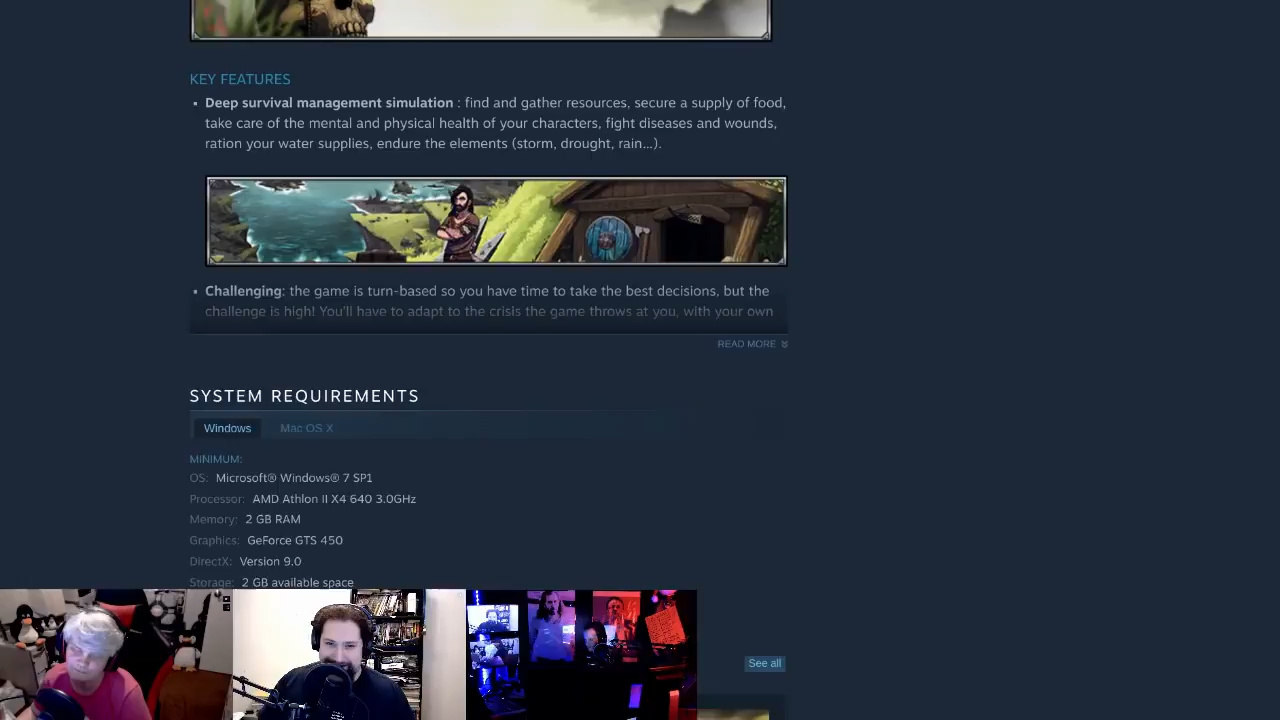 KEY FEATURES
▪ Deep survival management simulation : find and gather resources, secure a supply of food,
take care of the mental and physical health of your characters, fight diseases and wounds,
ration your water supplies, endure the elements (storm, drought, rain...).
▪ Challenging: the game is turn-based so you have time to take the best decisions, but the
challenge is high! You'll have to adapt to the crisis the game throws at you, with your own
READ MORE
SYSTEM REQUIREMENTS
Windows Mac OS X
MINIMUM:
OS: Microsoft® Windows® 7 SP1
Processor: AMD Athlon II X4 640 3.0GHz
Memory: 2 GB RAM
Graphics: GeForce GTS 450
DirectX: Version 9.0
Storage: 2 GB available space
See all